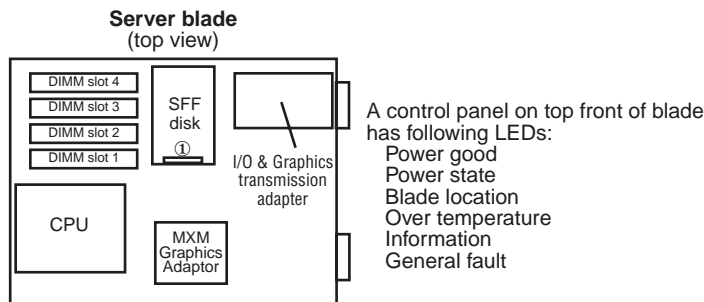 Server blade
(top view)
DIMM slot 4
DIMM slot 3
DIMM slot 2
DIMM slot 1
SFF
disk
①
I/O & Graphics
transmission
adapter
CPU
MXM
Graphics
Adaptor
A control panel on top front of blade
has following LEDs:
Power good
Power state
Blade location
Over temperature
Information
General fault